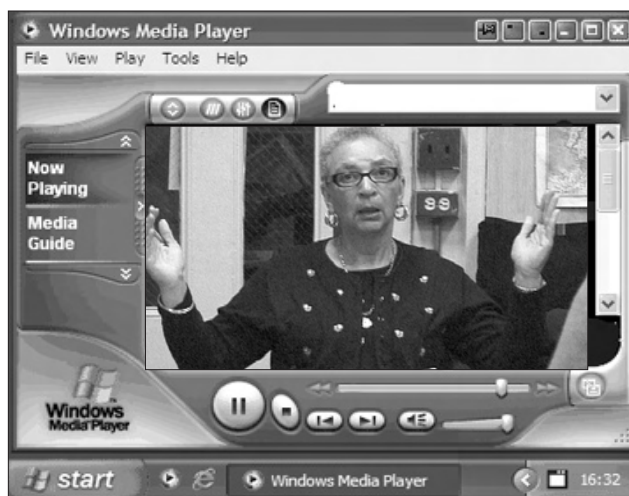 Windows Media Player
File View Play Tools Help
Now
Playing
Media
Guide
Windows
Media Player
start
Windows Media Player
16:32